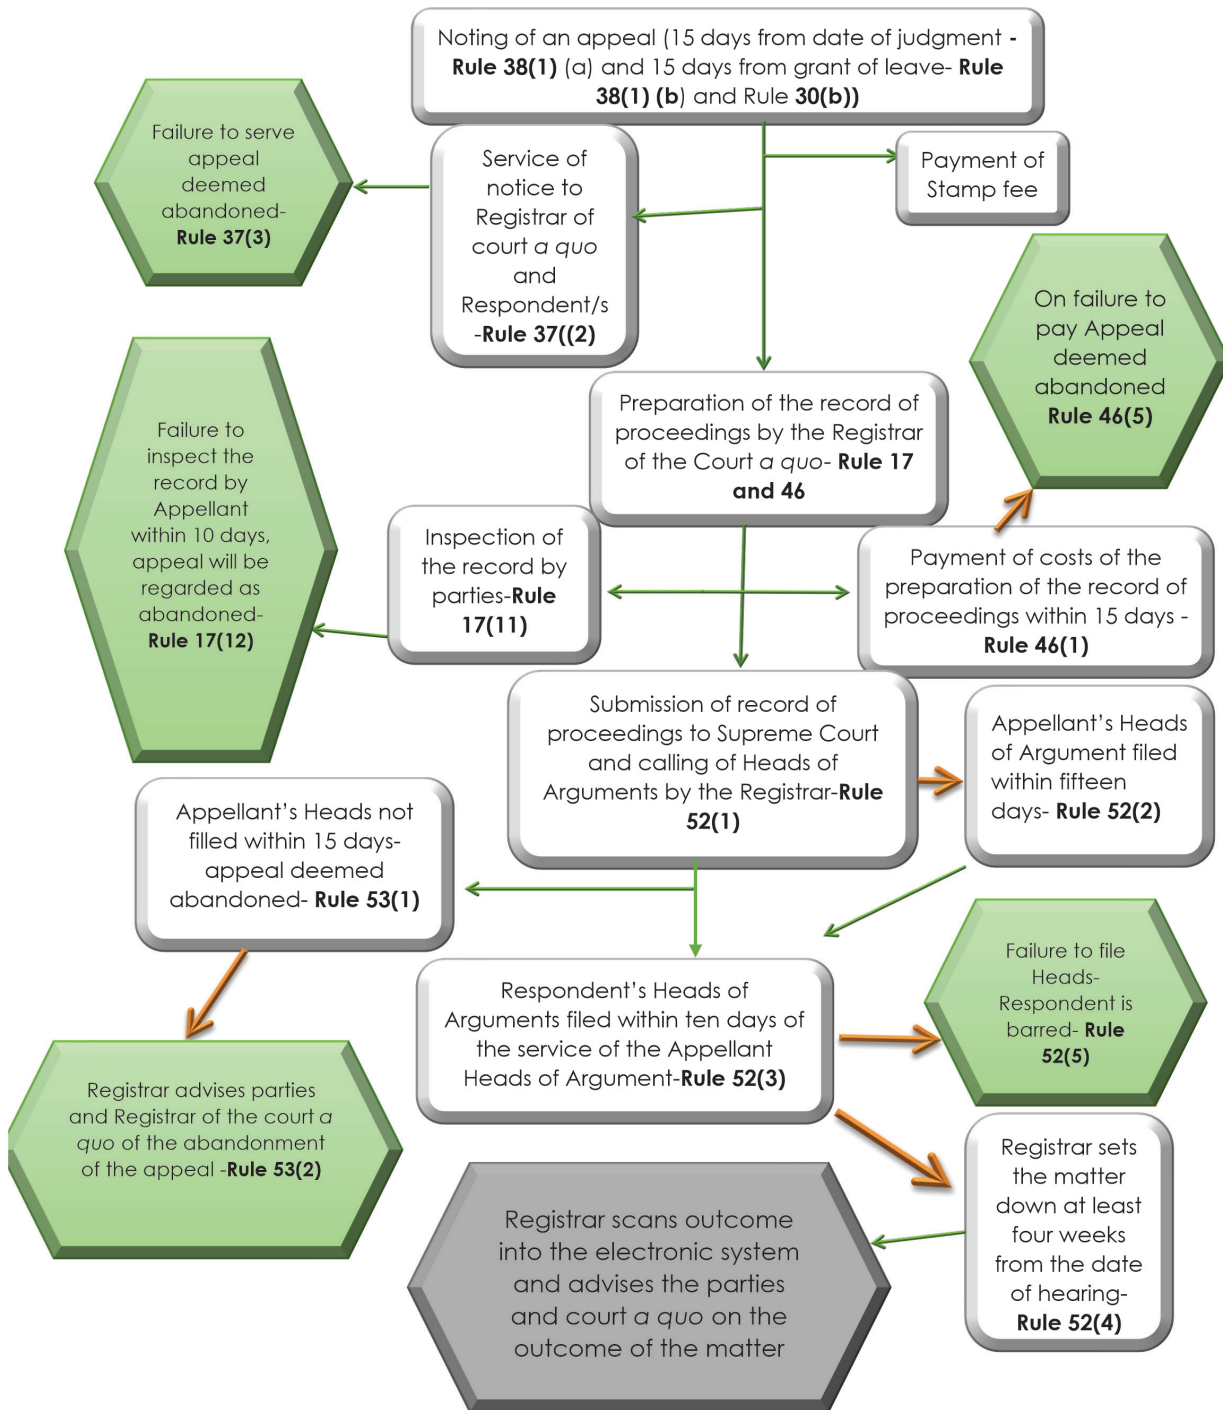 Noting of an appeal (15 days from date of judgment -
Rule 38(1) (a) and 15 days from grant of leave- Rule
38(1) (b) and Rule 30(b))
Failure to serve
appeal
deemed
abandoned-
Rule 37(3)
Service of
notice to
Registrar of
court a quo
and
Respondent/s
-Rule 37((2)
Payment of
Stamp fee
On failure to
pay Appeal
deemed
abandoned
Rule 46(5)
Preparation of the record of
proceedings by the Registrar
of the Court a quo- Rule 17
and 46
Failure to
inspect the
record by
Appellant
within 10 days,
appeal will be
regarded as
abandoned-
Rule 17(12)
Inspection of
the record by
parties-Rule
17(11)
Payment of costs of the
preparation of the record of
proceedings within 15 days -
Rule 46(1)
Submission of record of
proceedings to Supreme Court
and calling of Heads of
Arguments by the Registrar-Rule
52(1)
Appellant’s Heads
of Argument filed
within fifteen
days- Rule 52(2)
Appellant’s Heads not
filled within 15 days-
appeal deemed
abandoned- Rule 53(1)
Respondent’s Heads of
Arguments filed within ten days of
the service of the Appellant
Heads of Argument-Rule 52(3)
Failure to file
Heads-
Respondent is
barred- Rule
52(5)
Registrar advises parties
and Registrar of the court a
quo of the abandonment
of the appeal -Rule 53(2)
Registrar sets
the matter
down at least
four weeks
from the date
of hearing-
Rule 52(4)
Registrar scans outcome
into the electronic system
and advises the parties
and court a quo on the
outcome of the matter